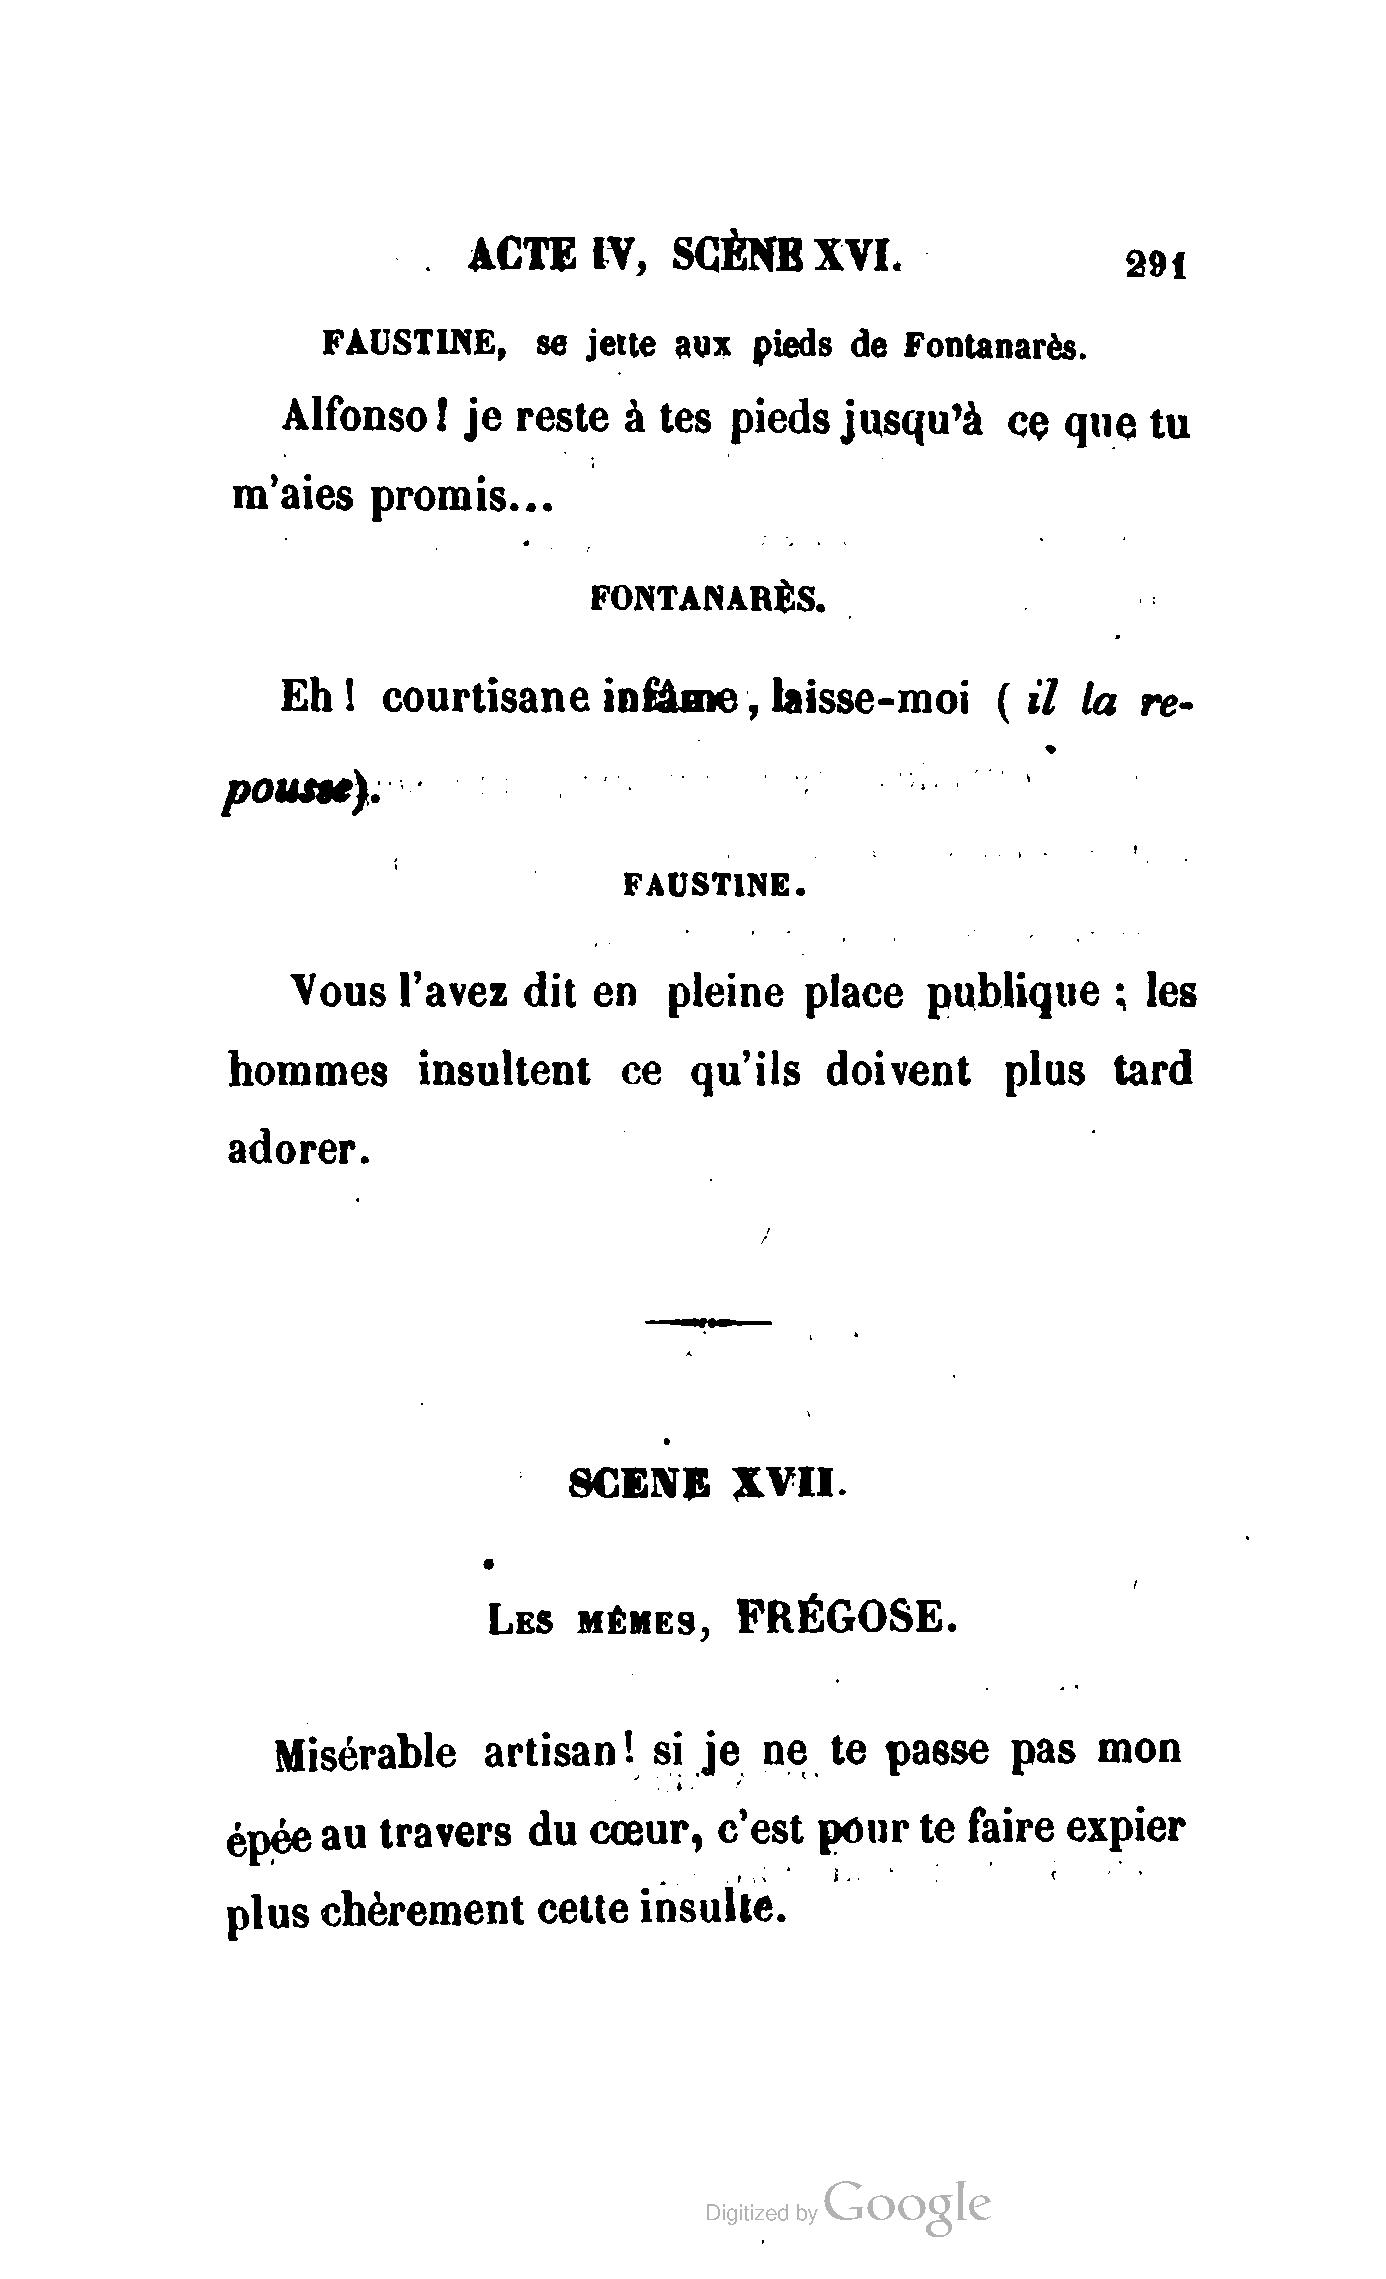 ACTE IV, SCÈNE XVI. 291
FAUSTINE, se jette aux pieds de Fontanarès.
Alfonso ! je reste à tes pieds jusqu’à ce que tu
m’aies promis...
FONTANARÈS.
Eh ! courtisane infâme, laisse-moi ( il la re-
pousse).
FAUSTINE.
Vous l’avez dit en pleine place publique ; les
hommes insultent ce qu’ils doivent plus tard
adorer.
SCENE XVII.
LES MÊMES, FRÉGOSE.
Misérable artisan! si je ne te passe pas mon
épée au travers du cœur, c’est pour te faire expier
plus chèrement cette insulte.
Digitized by Google